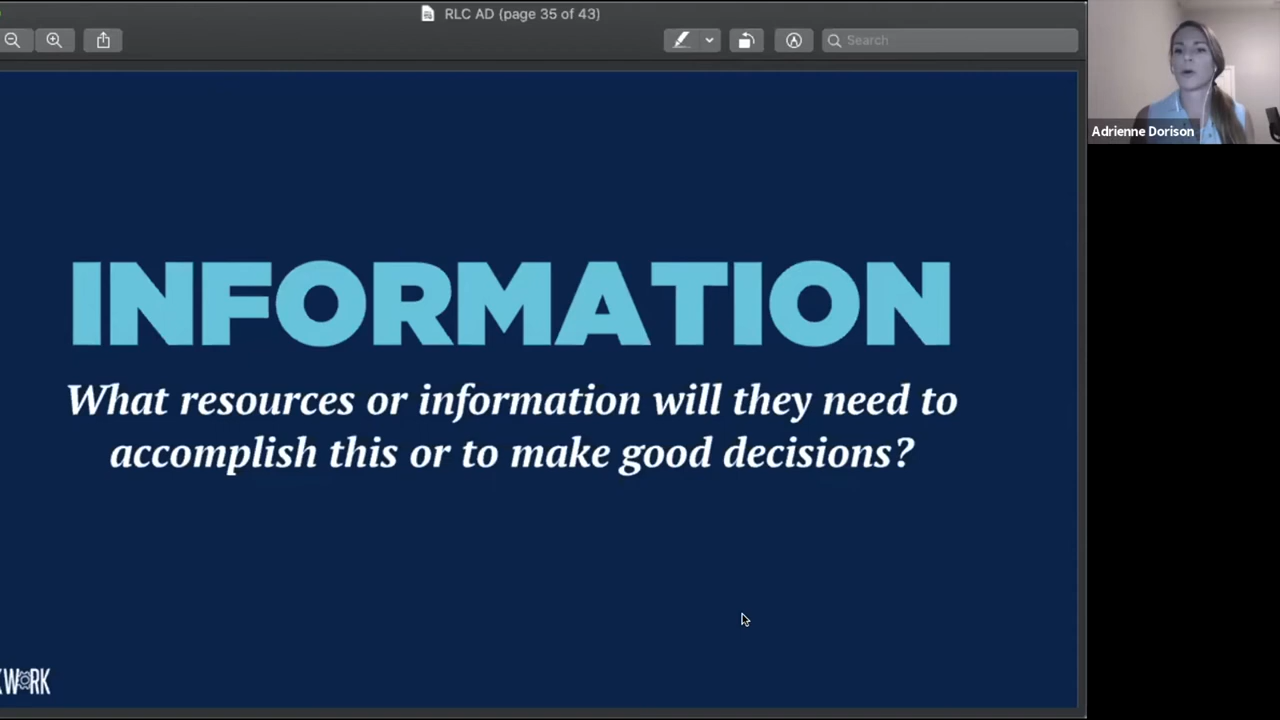 RLC AD (page 35 of 43)
Search
Adrienne Dorison
INFORMATION
What resources or information will they need to
accomplish this or to make good decisions?
KWORK